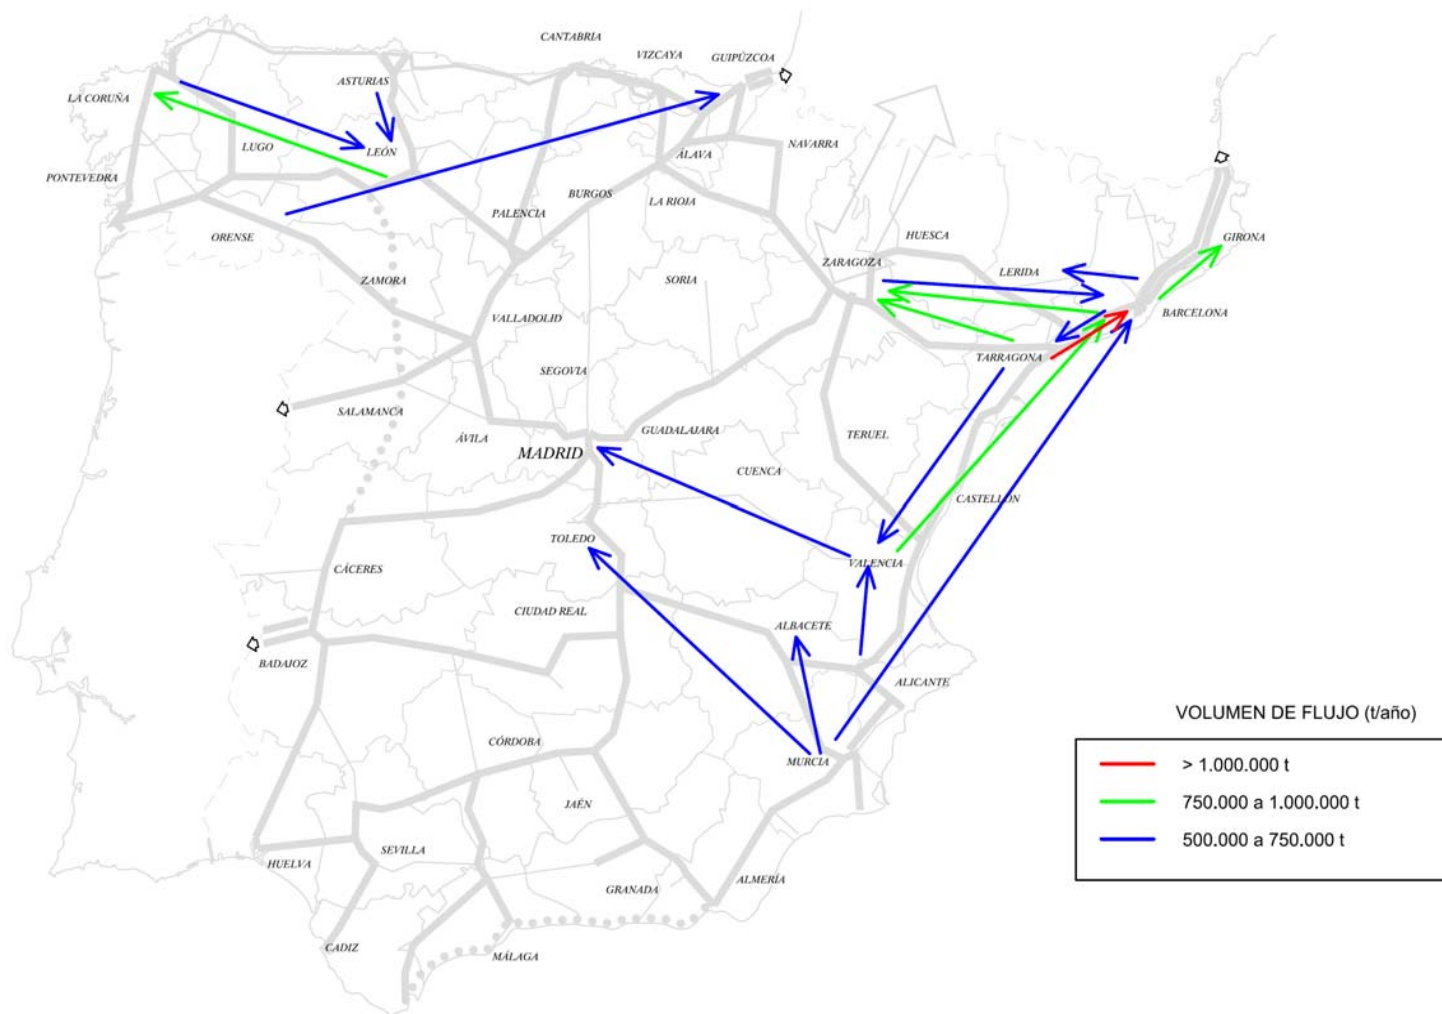 CANTABRIA
VIZCAYA
GUIPÚZCOA
ASTURIAS
LA CORUÑA
LUGO
LEÓN
ÁLAVA
NAVARRA
PONTEVEDRA
BURGOS
LA RIOJA
PALENCIA
ORENSE
HUESCA
GIRONA
ZARAGOZA
LERIDA
ZAMORA
SORIA
BARCELONA
VALLADOLID
TARRAGONA
SEGOVIA
SALAMANCA
GUADALAJARA
TERUEL
ÁVILA
MADRID
CUENCA
CASTELLÓN
TOLEDO
VALENCIA
CÁCERES
CIUDAD REAL
ALBACETE
BADAJOZ
ALICANTE
CÓRDOBA
MURCIA
JAÉN
SEVILLA
HUELVA
ALMERÍA
GRANADA
CADIZ
MÁLAGA
VOLUMEN DE FLUJO (t/año)
> 1.000.000 t
750.000 a 1.000.000 t
500.000 a 750.000 t